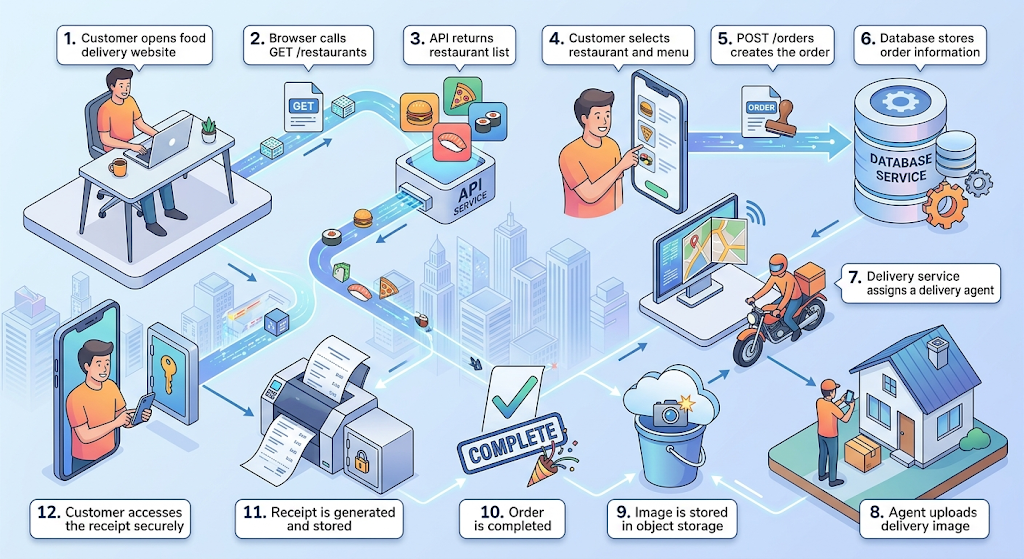 1. Customer opens food
delivery website
2. Browser calls
GET /restaurants
3. API returns
restaurant list
4. Customer selects
restaurant and menu
5. POST /orders
creates the order
6. Database stores
order information
GET
ORDER
API
SERVICE
DATABASE
SERVICE
7. Delivery service
assigns a delivery agent
COMPLETE
12. Customer accesses
the receipt securely
11. Receipt is generated
and stored
10. Order
is completed
9. Image is stored
in object storage
8. Agent uploads
delivery image